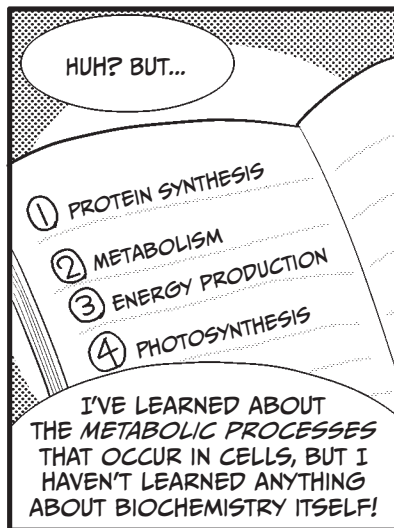 HUH? BUT...
① PROTEIN SYNTHESIS
② METABOLISM
③ ENERGY PRODUCTION
④ PHOTOSYNTHESIS
I'VE LEARNED ABOUT
THE METABOLIC PROCESSES
THAT OCCUR IN CELLS, BUT I
HAVEN'T LEARNED ANYTHING
ABOUT BIOCHEMISTRY ITSELF!